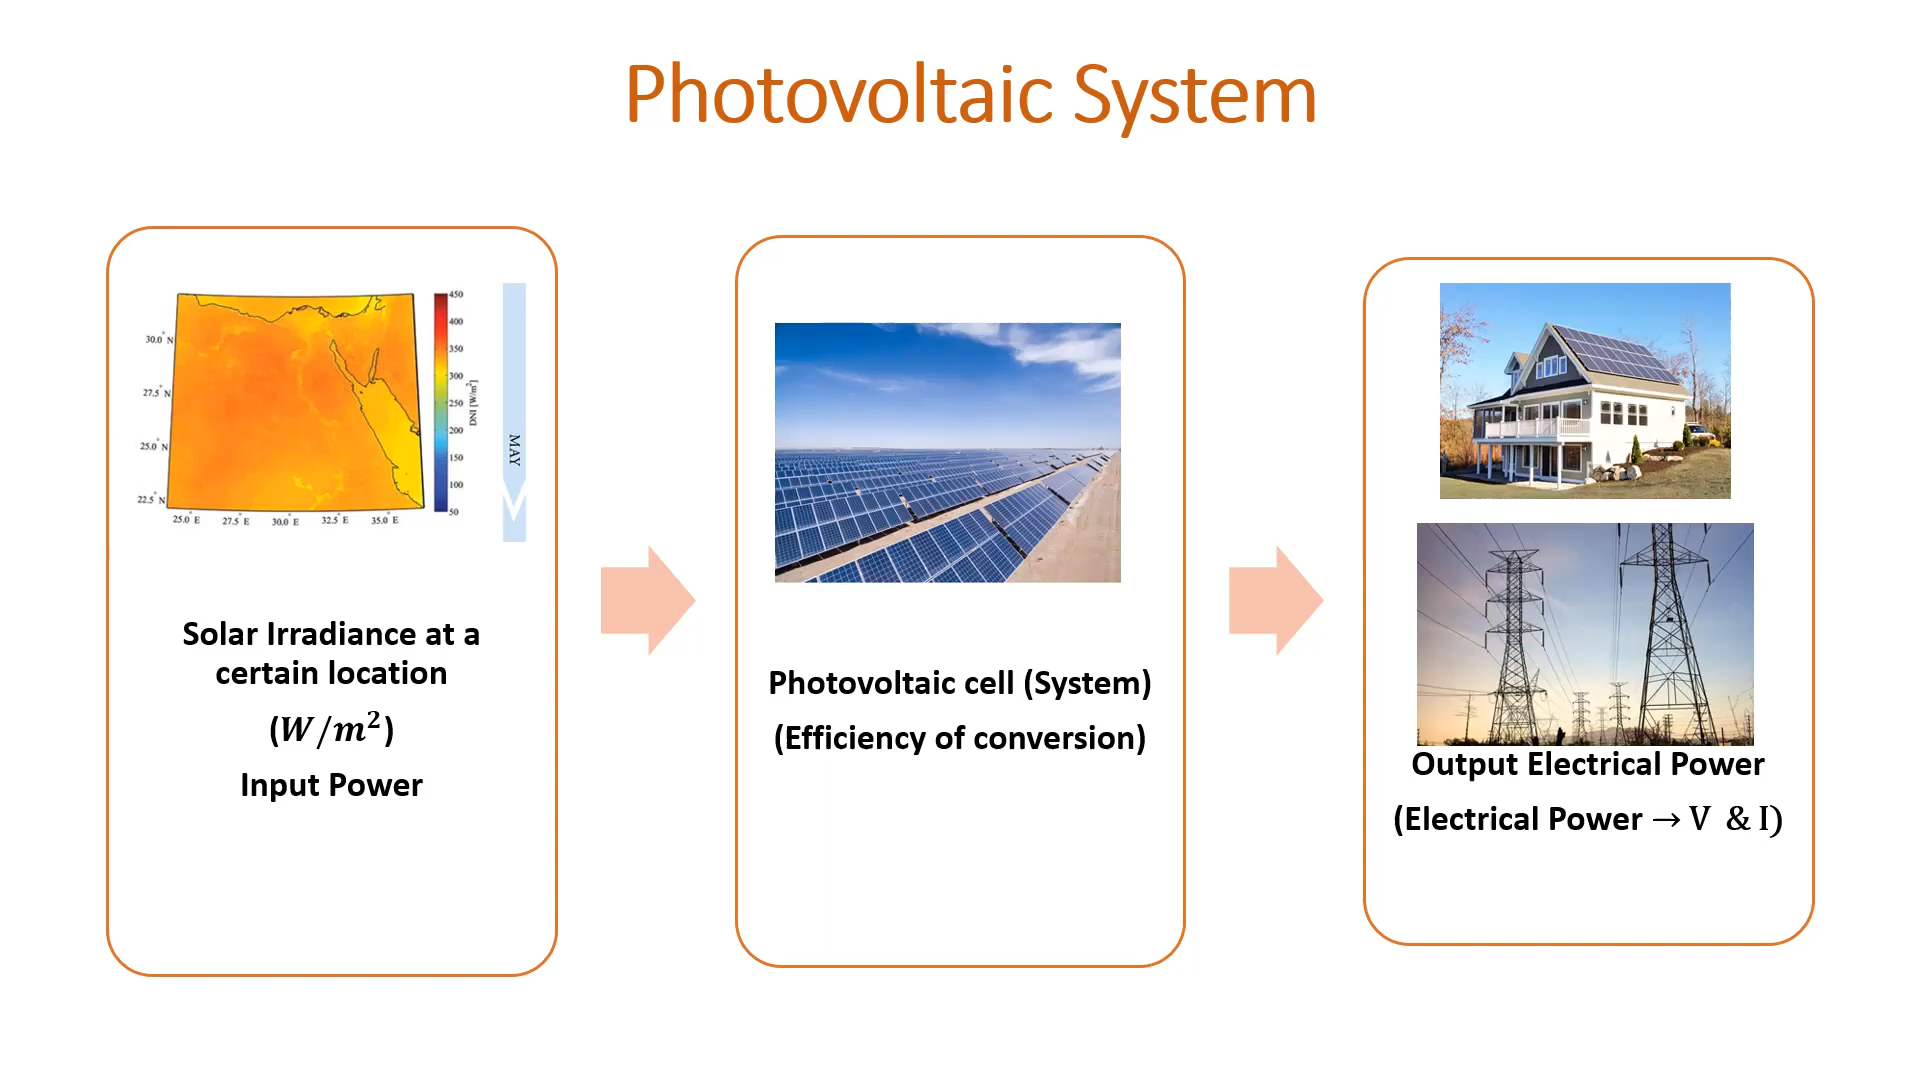 Photovoltaic System
30.0° N
27.5° N
25.0° N
22.5° N
25.0° E
27.5° E
30.0° E
32.5° E
35.0° E
450
400
350
300
250
200
150
100
50
DNI [W/m²]
MAY
Solar Irradiance at a
certain location
(W/m²)
Input Power
Photovoltaic cell (System)
(Efficiency of conversion)
Output Electrical Power
(Electrical Power → V & I)